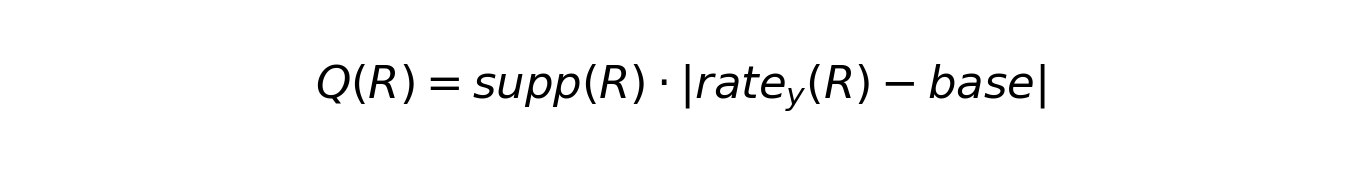 Q(R) = supp(R) · |rate_y(R) − base|